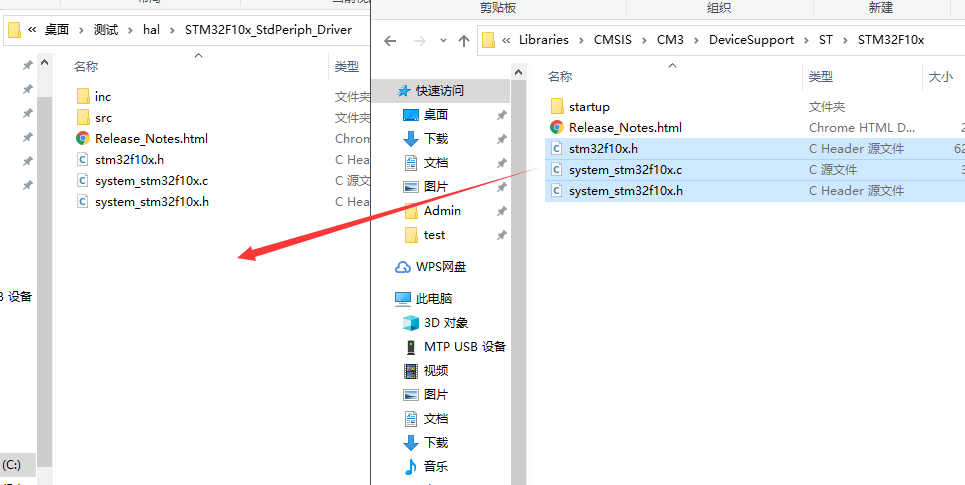 剪贴板 组织 新建
« 桌面 › 测试 › hal › STM32F10x_StdPeriph_Driver
名称 类型
inc 文件夹
src 文件夹
Release_Notes.html Chrom
stm32f10x.h C Hea
system_stm32f10x.c C 源文
system_stm32f10x.h C Hea
设备
(C:)
« Libraries › CMSIS › CM3 › DeviceSupport › ST › STM32F10x
快速访问
桌面
下载
文档
图片
Admin
test
WPS网盘
此电脑
3D 对象
MTP USB 设备
视频
图片
文档
下载
音乐
名称 类型 大小
startup 文件夹
Release_Notes.html Chrome HTML D...
stm32f10x.h C Header 源文件 62
system_stm32f10x.c C 源文件
system_stm32f10x.h C Header 源文件